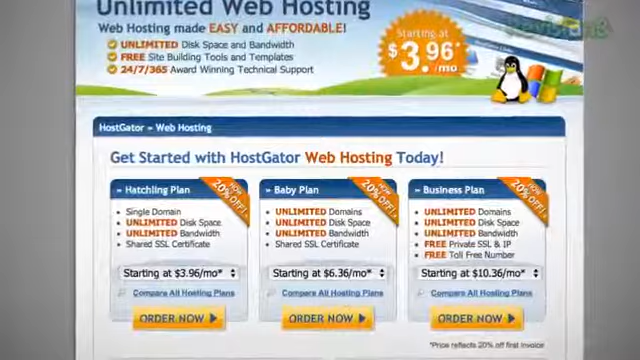 Unlimited Web Hosting
Web Hosting made EASY and AFFORDABLE!
UNLIMITED Disk Space and Bandwidth
FREE Site Building Tools and Templates
24/7/365 Award Winning Technical Support
Starting at
$3.96*
/mo
HostGator » Web Hosting
Get Started with HostGator Web Hosting Today!
» Hatchling Plan
NOW
20% OFF!
Single Domain
UNLIMITED Disk Space
UNLIMITED Bandwidth
Shared SSL Certificate
Starting at $3.96/mo*
Compare All Hosting Plans
ORDER NOW
» Baby Plan
NOW
20% OFF!
UNLIMITED Domains
UNLIMITED Disk Space
UNLIMITED Bandwidth
Shared SSL Certificate
Starting at $6.36/mo*
Compare All Hosting Plans
ORDER NOW
» Business Plan
NOW
20% OFF!
UNLIMITED Domains
UNLIMITED Disk Space
UNLIMITED Bandwidth
FREE Private SSL & IP
FREE Toll Free Number
Starting at $10.36/mo*
Compare All Hosting Plans
ORDER NOW
*Price reflects 20% off first invoice